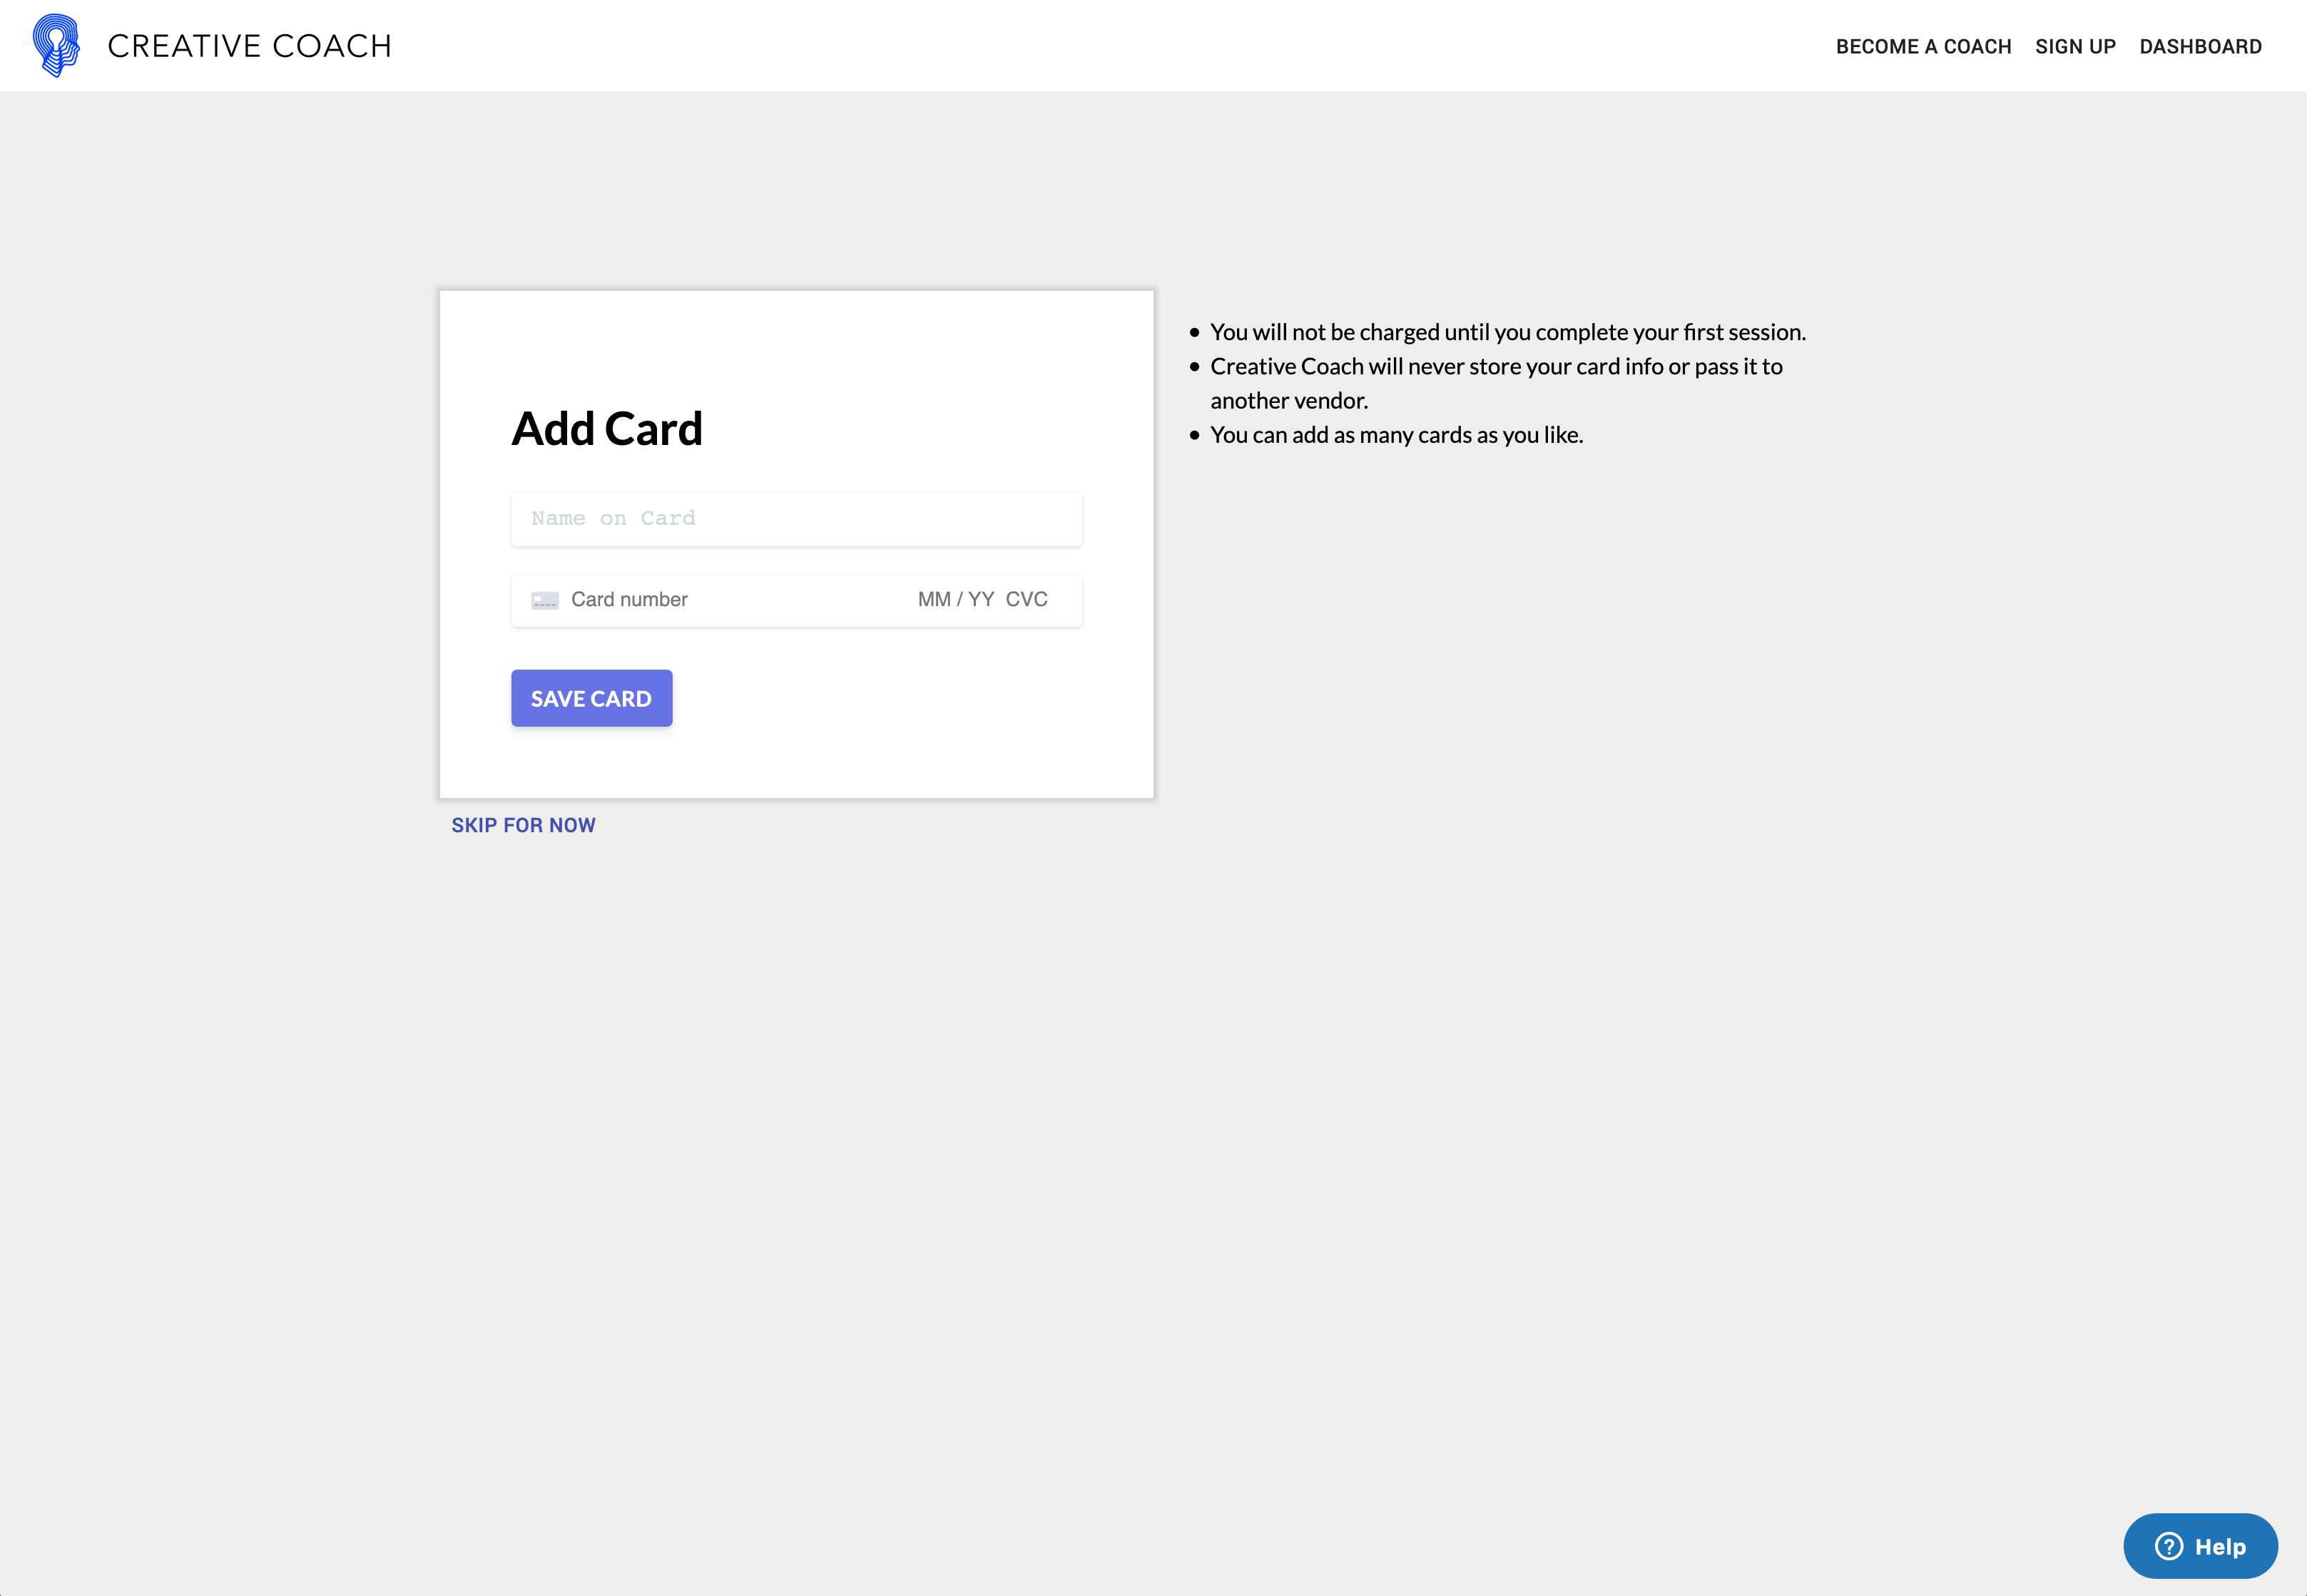 CREATIVE COACH
BECOME A COACH SIGN UP DASHBOARD
Add Card
Name on Card
Card number MM / YY CVC
SAVE CARD
SKIP FOR NOW
• You will not be charged until you complete your first session.
• Creative Coach will never store your card info or pass it to
another vendor.
• You can add as many cards as you like.
? Help